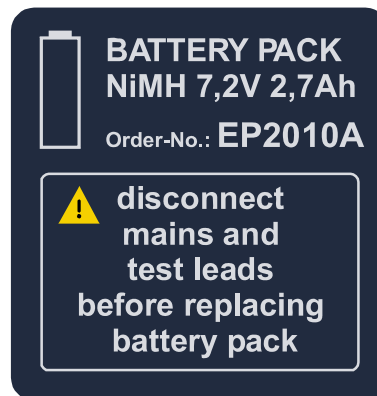 BATTERY PACK
NiMH 7,2V 2,7Ah
Order-No.: EP2010A
disconnect
mains and
test leads
before replacing
battery pack